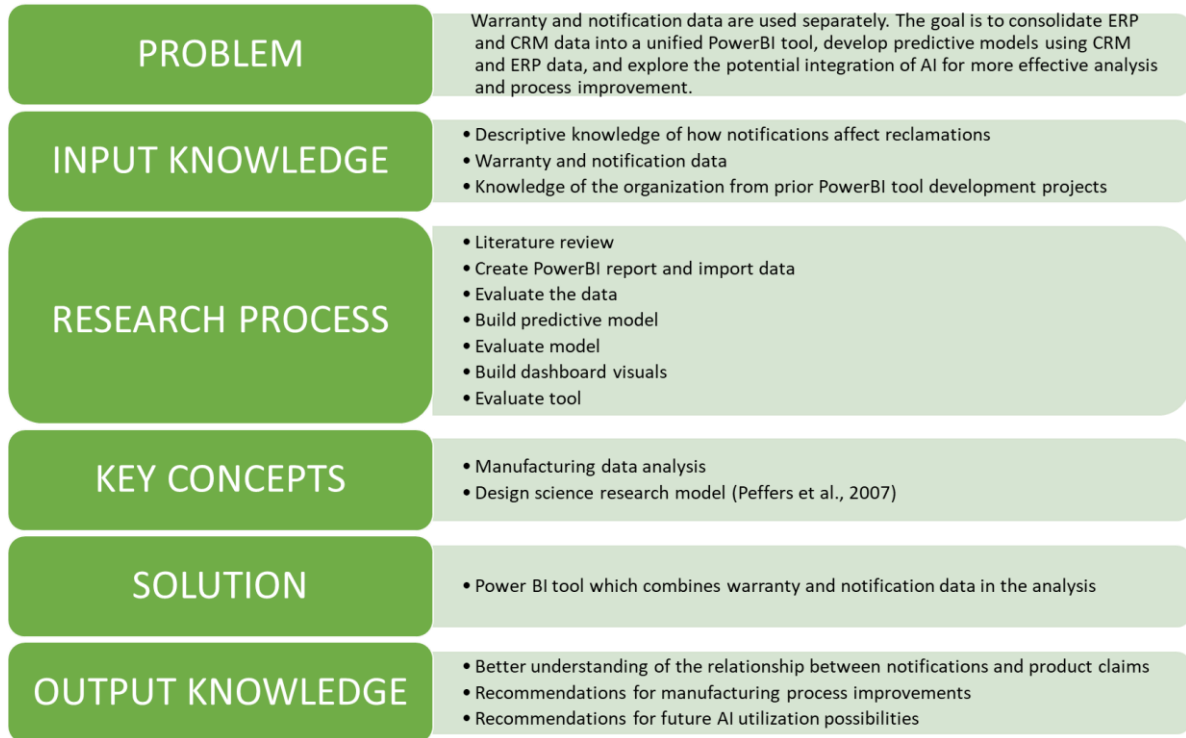 PROBLEM
Warranty and notification data are used separately. The goal is to consolidate ERP
and CRM data into a unified PowerBI tool, develop predictive models using CRM
and ERP data, and explore the potential integration of AI for more effective analysis
and process improvement.
INPUT KNOWLEDGE
• Descriptive knowledge of how notifications affect reclamations
• Warranty and notification data
• Knowledge of the organization from prior PowerBI tool development projects
RESEARCH PROCESS
• Literature review
• Create PowerBI report and import data
• Evaluate the data
• Build predictive model
• Evaluate model
• Build dashboard visuals
• Evaluate tool
KEY CONCEPTS
• Manufacturing data analysis
• Design science research model (Peffers et al., 2007)
SOLUTION
• Power BI tool which combines warranty and notification data in the analysis
OUTPUT KNOWLEDGE
• Better understanding of the relationship between notifications and product claims
• Recommendations for manufacturing process improvements
• Recommendations for future AI utilization possibilities